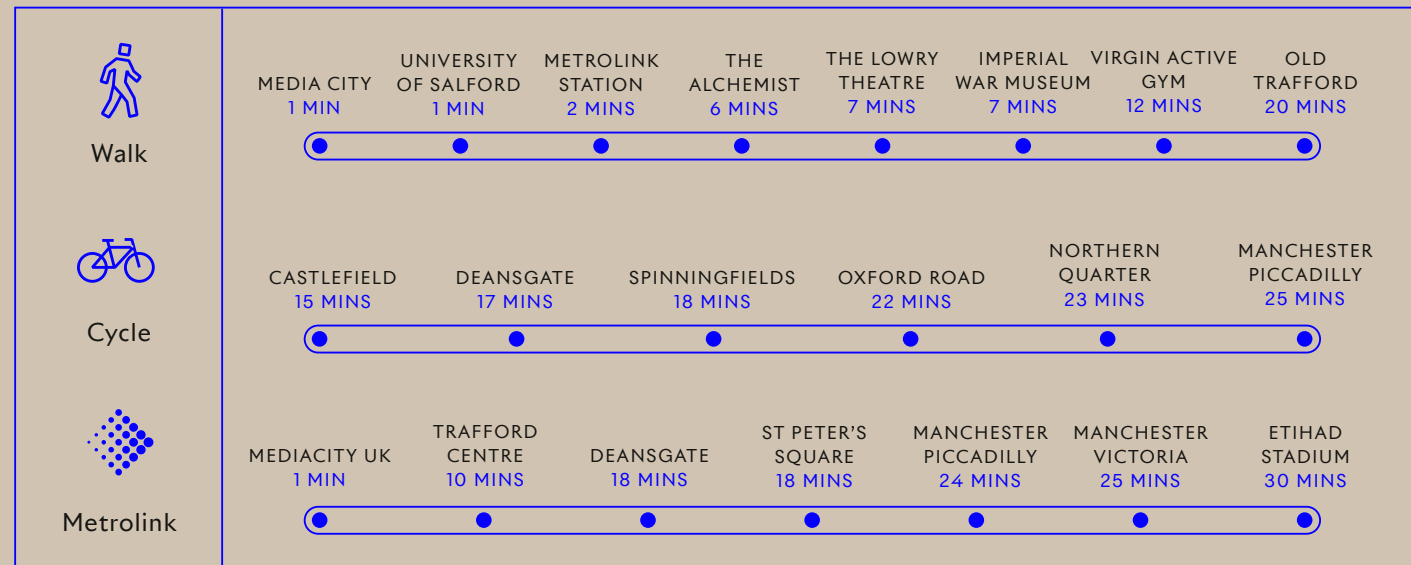 Walk
MEDIA CITY
1 MIN
UNIVERSITY
OF SALFORD
1 MIN
METROLINK
STATION
2 MINS
THE
ALCHEMIST
6 MINS
THE LOWRY
THEATRE
7 MINS
IMPERIAL
WAR MUSEUM
7 MINS
VIRGIN ACTIVE
GYM
12 MINS
OLD
TRAFFORD
20 MINS
Cycle
CASTLEFIELD
15 MINS
DEANSGATE
17 MINS
SPINNINGFIELDS
18 MINS
OXFORD ROAD
22 MINS
NORTHERN
QUARTER
23 MINS
MANCHESTER
PICCADILLY
25 MINS
Metrolink
MEDIACITY UK
1 MIN
TRAFFORD
CENTRE
10 MINS
DEANSGATE
18 MINS
ST PETER'S
SQUARE
18 MINS
MANCHESTER
PICCADILLY
24 MINS
MANCHESTER
VICTORIA
25 MINS
ETIHAD
STADIUM
30 MINS